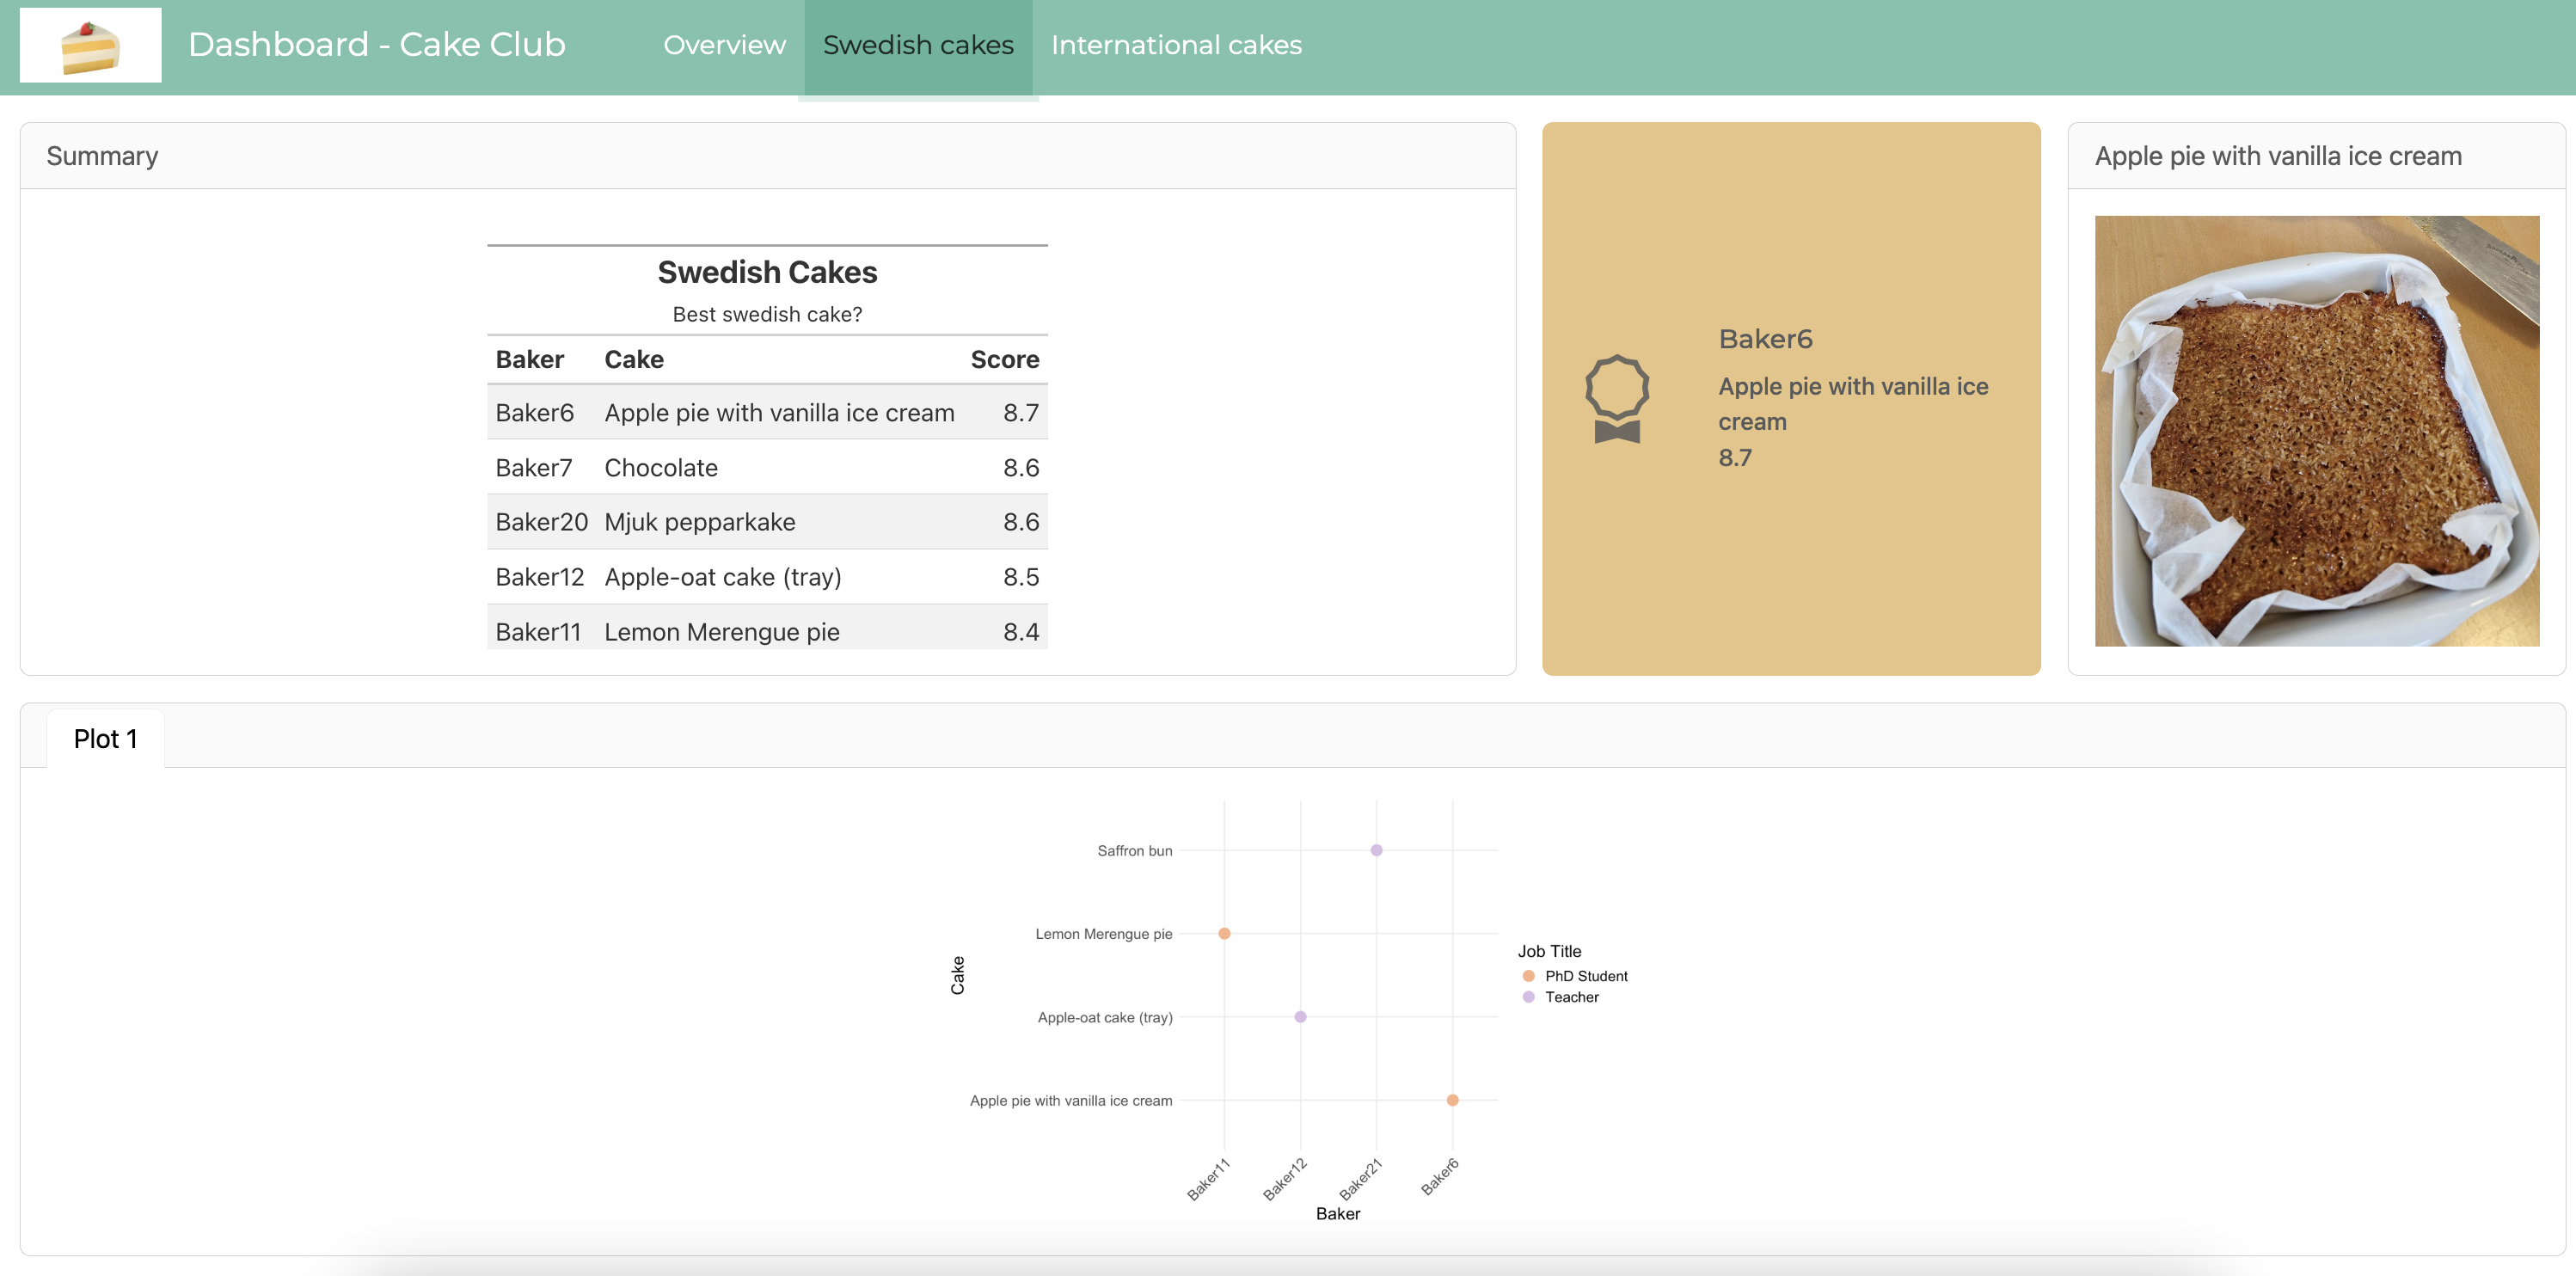 Dashboard - Cake Club
Overview
Swedish cakes
International cakes
Summary
Swedish Cakes
Best swedish cake?
Baker Cake Score
Baker6 Apple pie with vanilla ice cream 8.7
Baker7 Chocolate 8.6
Baker20 Mjuk pepparkake 8.6
Baker12 Apple-oat cake (tray) 8.5
Baker11 Lemon Merengue pie 8.4
Baker6
Apple pie with vanilla ice
cream
8.7
Apple pie with vanilla ice cream
Plot 1
Saffron bun
Lemon Merengue pie
Apple-oat cake (tray)
Apple pie with vanilla ice cream
Cake
Baker11
Baker12
Baker21
Baker6
Baker
Job Title
PhD Student
Teacher